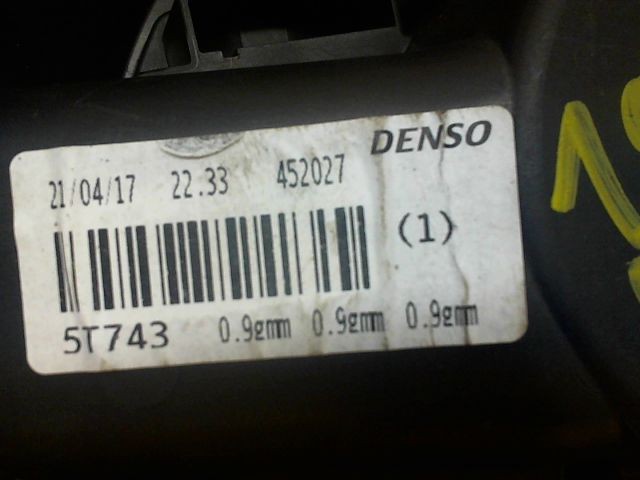 DENSO
21/04/17 22.33 452027
(1)
5T743 0.9gmm 0.9gmm 0.9gmm